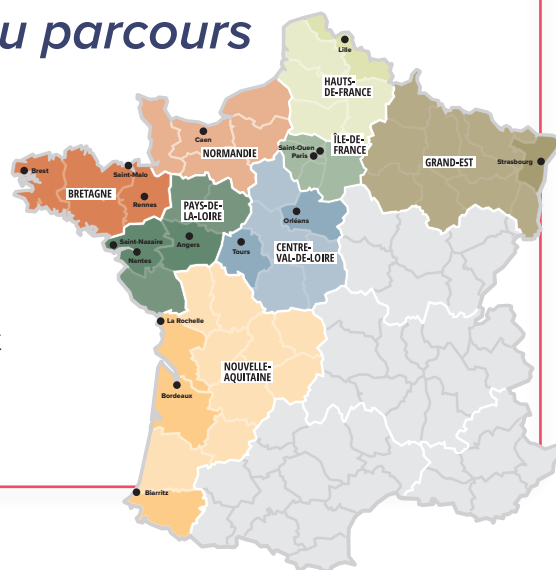 u parcours
Lille
HAUTS-
DE-FRANCE
Caen
NORMANDIE
Saint-Ouen
Paris
ÎLE-DE-
FRANCE
GRAND-EST
Strasbourg
Brest
Saint-Malo
BRETAGNE
Rennes
PAYS-DE-
LA-LOIRE
Orléans
Saint-Nazaire
Nantes
Angers
Tours
CENTRE-
VAL-DE-LOIRE
La Rochelle
NOUVELLE-
AQUITAINE
Bordeaux
Biarritz